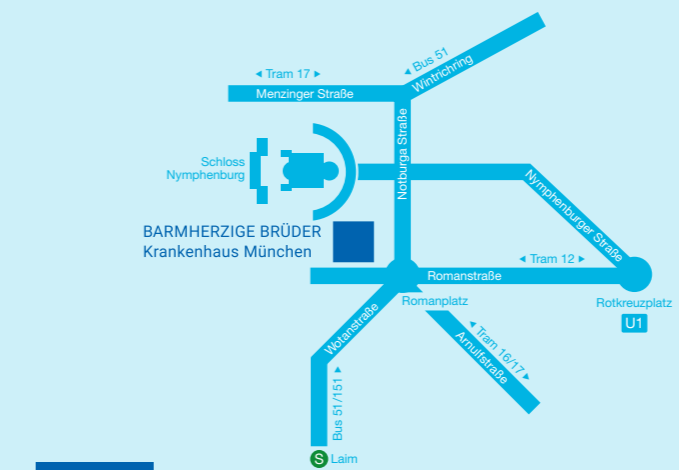 ◄ Bus 51
Wintrichring
◄ Tram 17 ►
Menzinger Straße
Notburga Straße
Schloss
Nymphenburg
Nymphenburger Straße
BARMHERZIGE BRÜDER
Krankenhaus München
◄ Tram 12 ►
Romanstraße
Romanplatz
Rotkreuzplatz
U1
Wotanstraße
◄ Tram 16/17 ►
Arnulfstraße
Bus 51/151 ►
S Laim